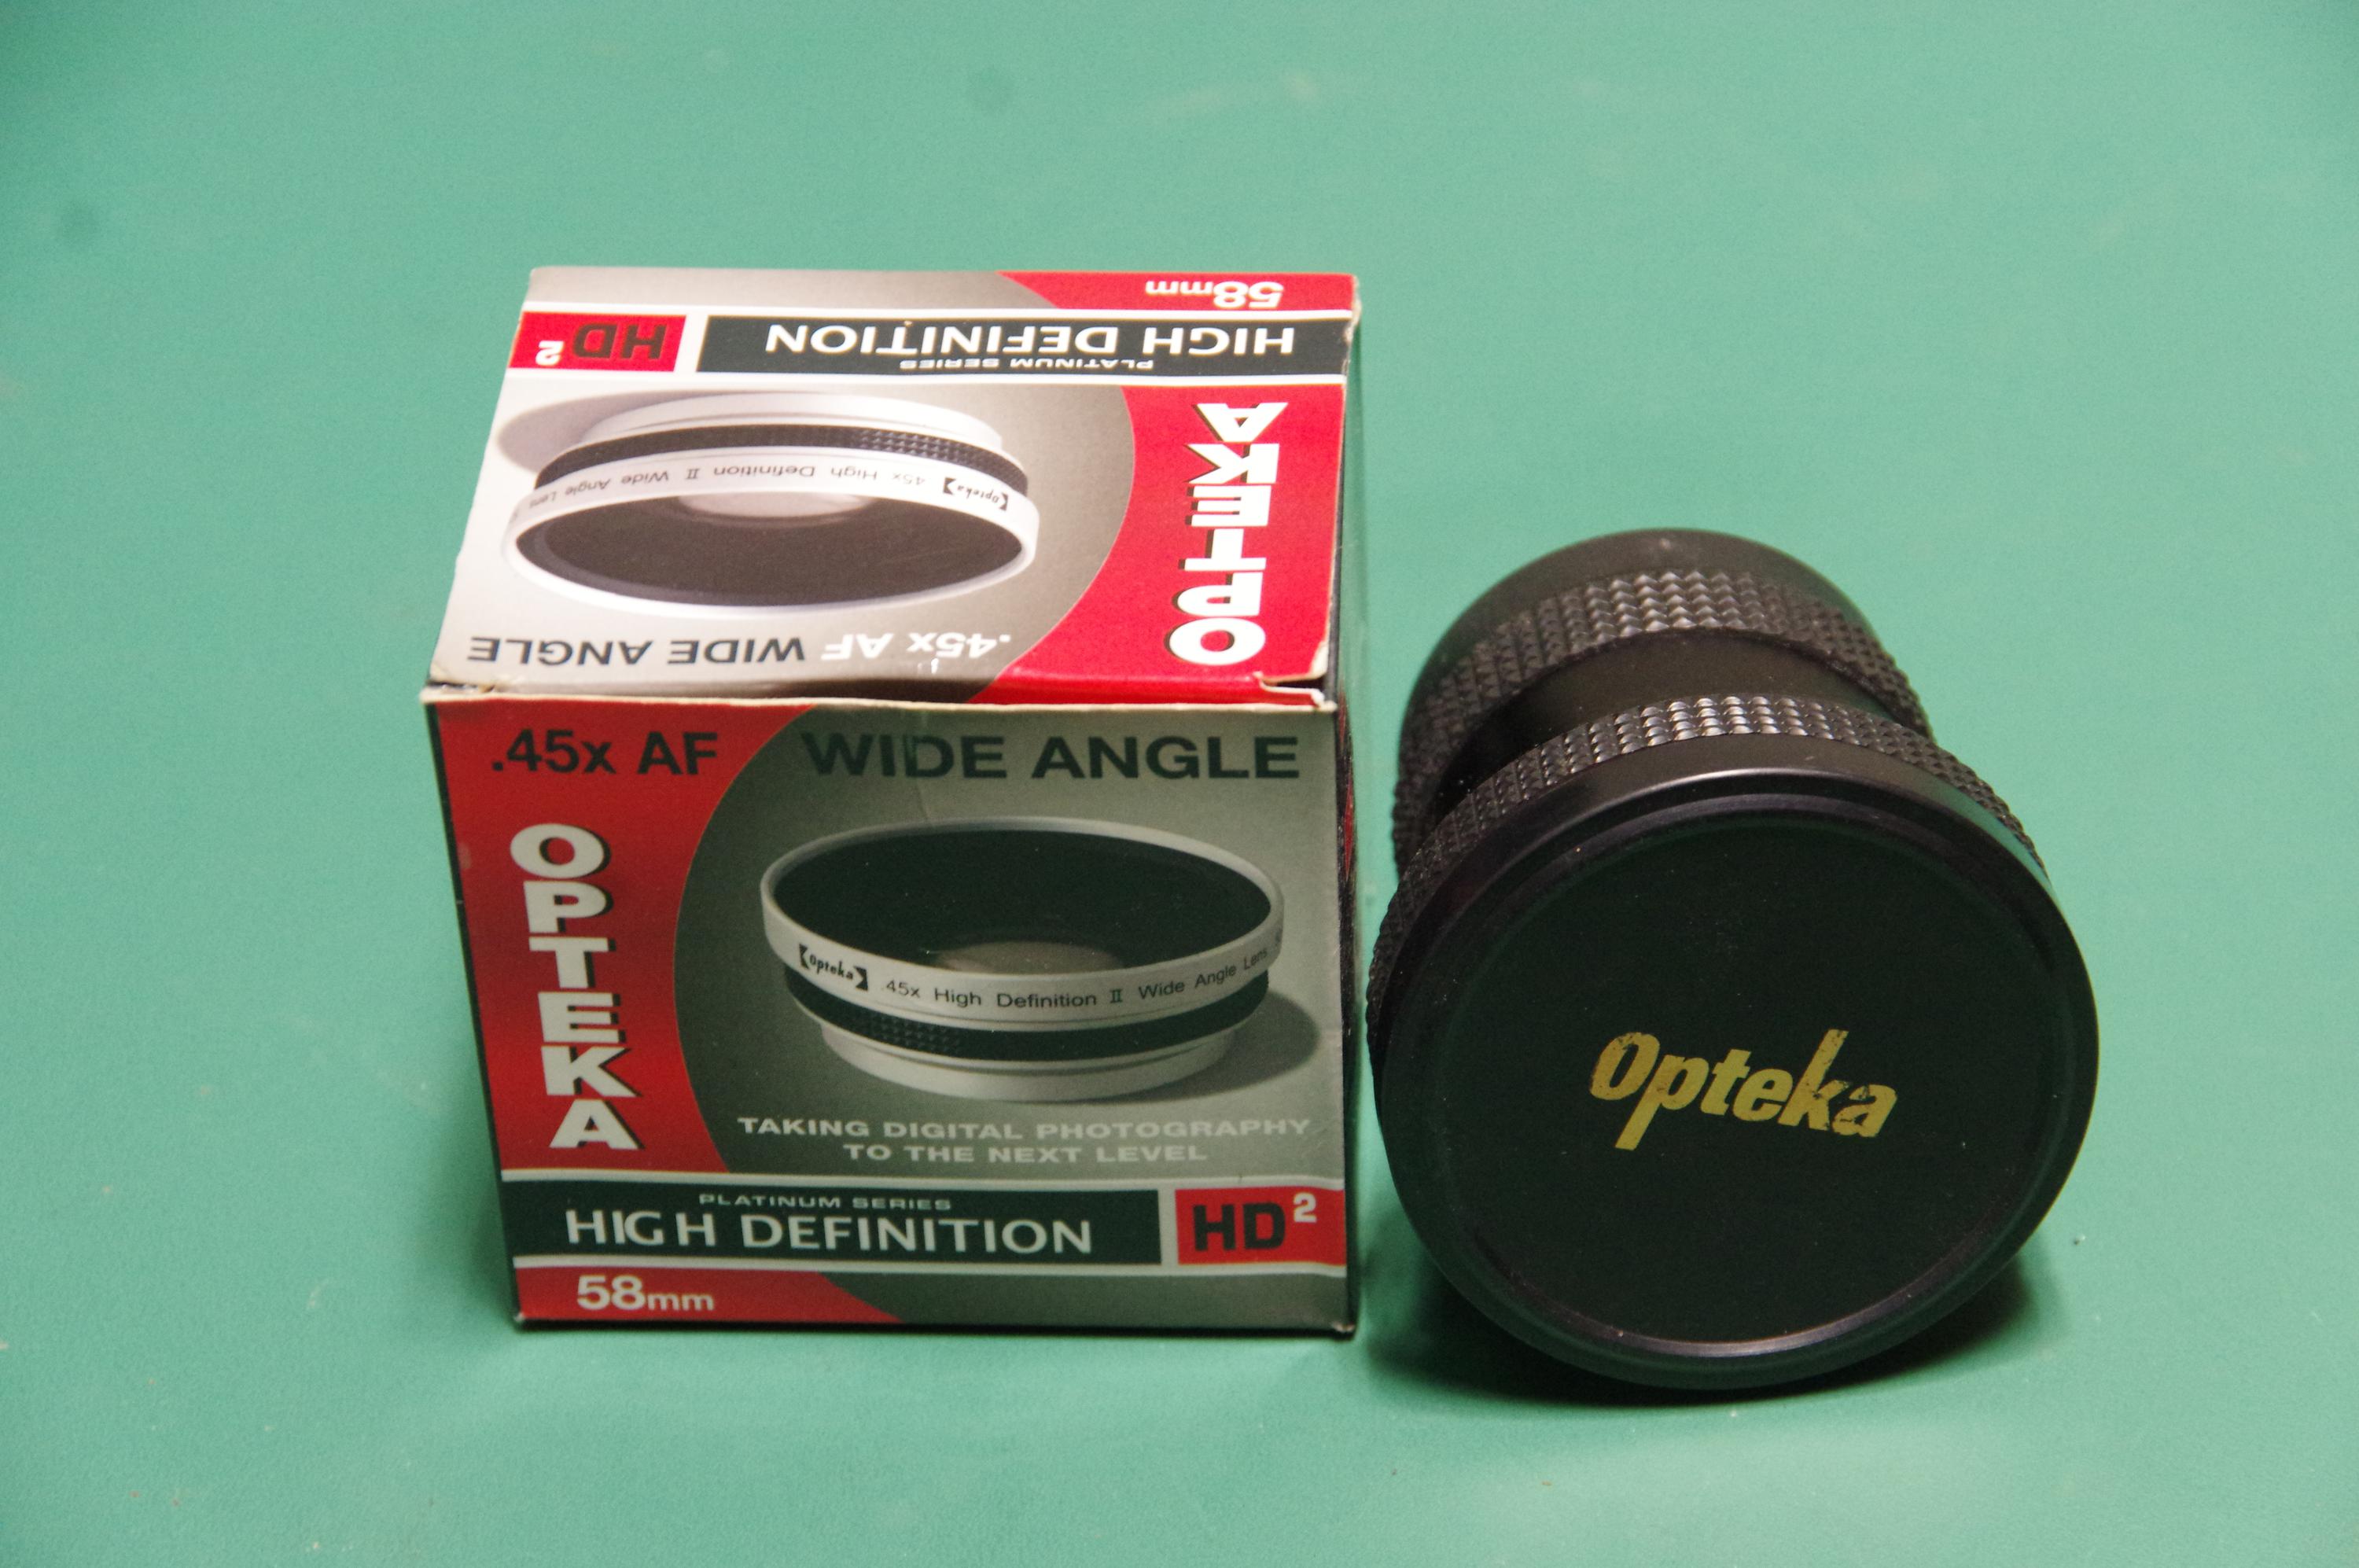 58mm
HIGH DEFINITION
PLATINUM SERIES
HD2
OPTEKA
Opteka .45x High Definition II Wide Angle Lens
.45x AF WIDE ANGLE
.45x AF WIDE ANGLE
OPTEKA
Opteka .45x High Definition II Wide Angle Lens
TAKING DIGITAL PHOTOGRAPHY
TO THE NEXT LEVEL
PLATINUM SERIES
HIGH DEFINITION
HD2
58mm
Opteka